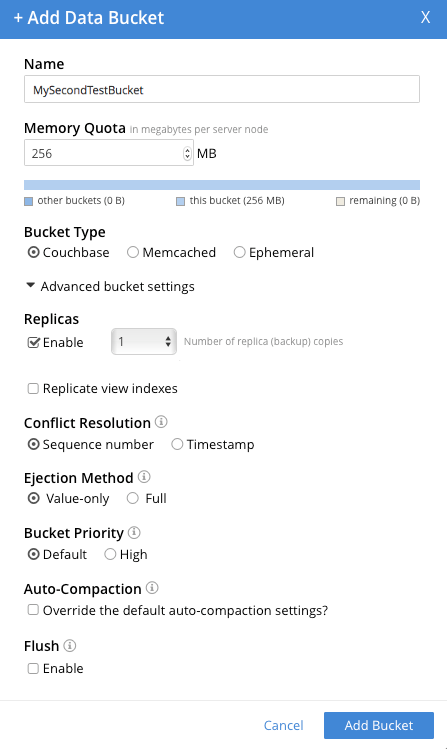 + Add Data Bucket X
Name
MySecondTestBucket
Memory Quota in megabytes per server node
256 MB
other buckets (0 B) this bucket (256 MB) remaining (0 B)
Bucket Type
Couchbase Memcached Ephemeral
Advanced bucket settings
Replicas
Enable 1 Number of replica (backup) copies
Replicate view indexes
Conflict Resolution
Sequence number Timestamp
Ejection Method
Value-only Full
Bucket Priority
Default High
Auto-Compaction
Override the default auto-compaction settings?
Flush
Enable
Cancel Add Bucket